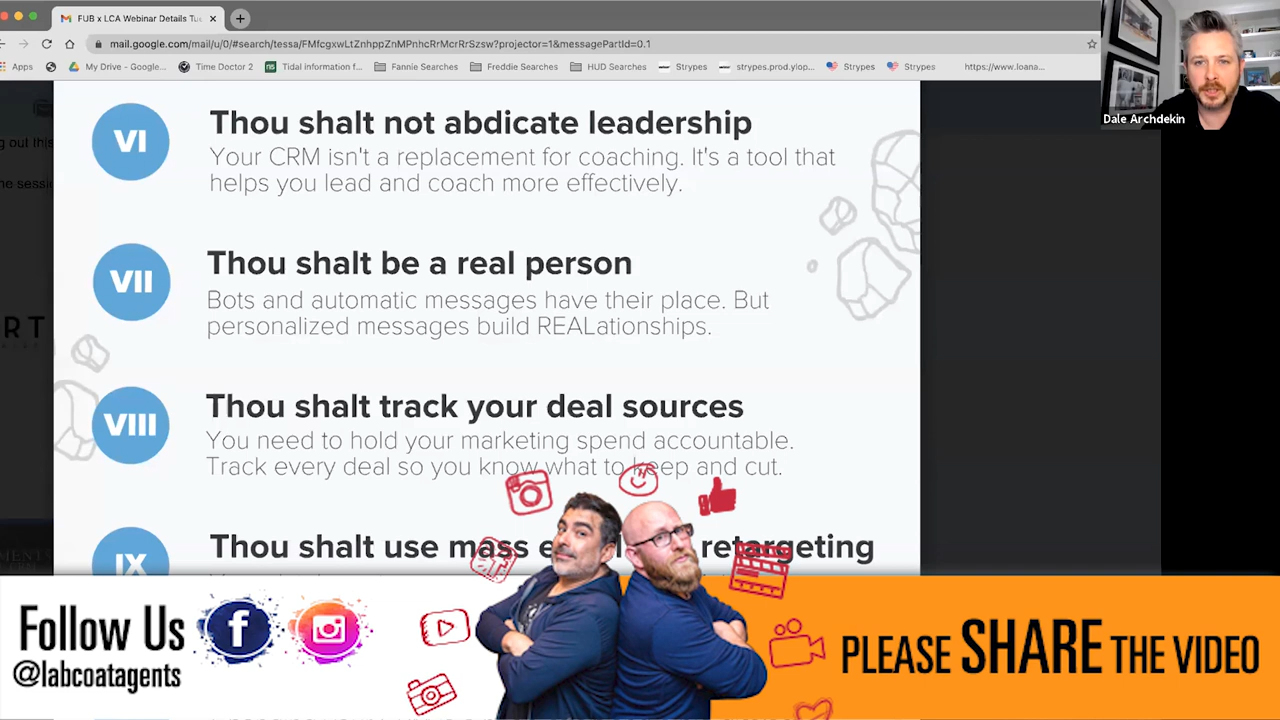 FUB x LCA Webinar Details Tu
mail.google.com/mail/u/0/#search/tessa/FMfcgxwLtZnhppZnMPnhcRrMcrRrSzsw?projector=1&messagePartId=0.1
Apps
My Drive - Google...
Time Doctor 2
Tidal information f...
Fannie Searches
Freddie Searches
HUD Searches
Strypes
strypes.prod.ylop...
Strypes
Strypes
https://www.loana...
Dale Archdekin
g out this
ne sessi
RT
VI
Thou shalt not abdicate leadership
Your CRM isn't a replacement for coaching. It's a tool that
helps you lead and coach more effectively.
VII
Thou shalt be a real person
Bots and automatic messages have their place. But
personalized messages build REALationships.
VIII
Thou shalt track your deal sources
You need to hold your marketing spend accountable.
Track every deal so you know what to keep and cut.
IX
Thou shalt use mass e retargeting
Follow Us
@labcoatagents
PLEASE SHARE THE VIDEO